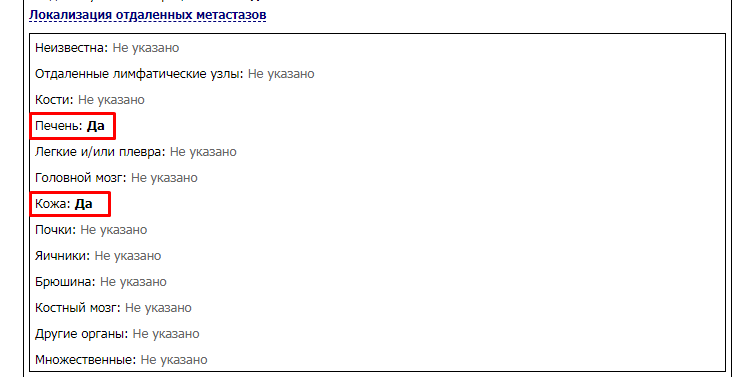 Локализация отдаленных метастазов
Неизвестна: Не указано
Отдаленные лимфатические узлы: Не указано
Кости: Не указано
Печень: Да
Легкие и/или плевра: Не указано
Головной мозг: Не указано
Кожа: Да
Почки: Не указано
Яичники: Не указано
Брюшина: Не указано
Костный мозг: Не указано
Другие органы: Не указано
Множественные: Не указано